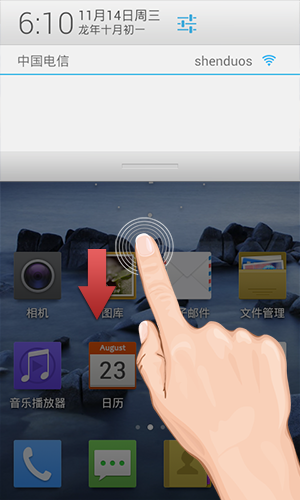 6:10
11月14日周三
龙年十月初一
中国电信 shenduos
相机 图库 子邮件 文件管理
August
23
音乐播放器 日历